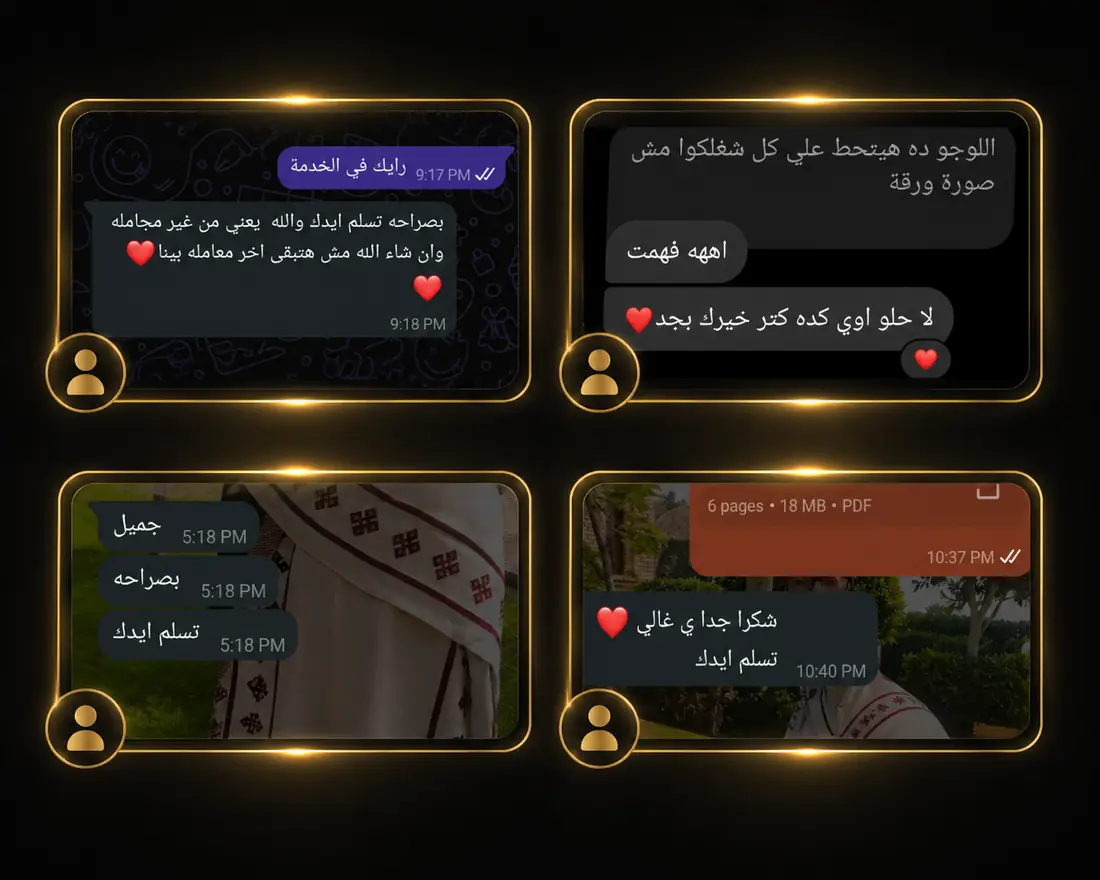 رايك في الخدمة 9:17 PM
بصراحه تسلم ايدك والله يعني من غير مجامله
وان شاء الله مش هتبقى اخر معامله بينا❤️
❤️
9:18 PM
اللوجو ده هيتحط علي كل شغلكوا مش
صورة ورقة
اههه فهمت
لا حلو اوي كده كتر خيرك بجد❤️
❤️
جميل 5:18 PM
بصراحه 5:18 PM
تسلم ايدك 5:18 PM
6 pages • 18 MB • PDF
10:37 PM
شكرا جدا ي غالي ❤️
تسلم ايدك 10:40 PM